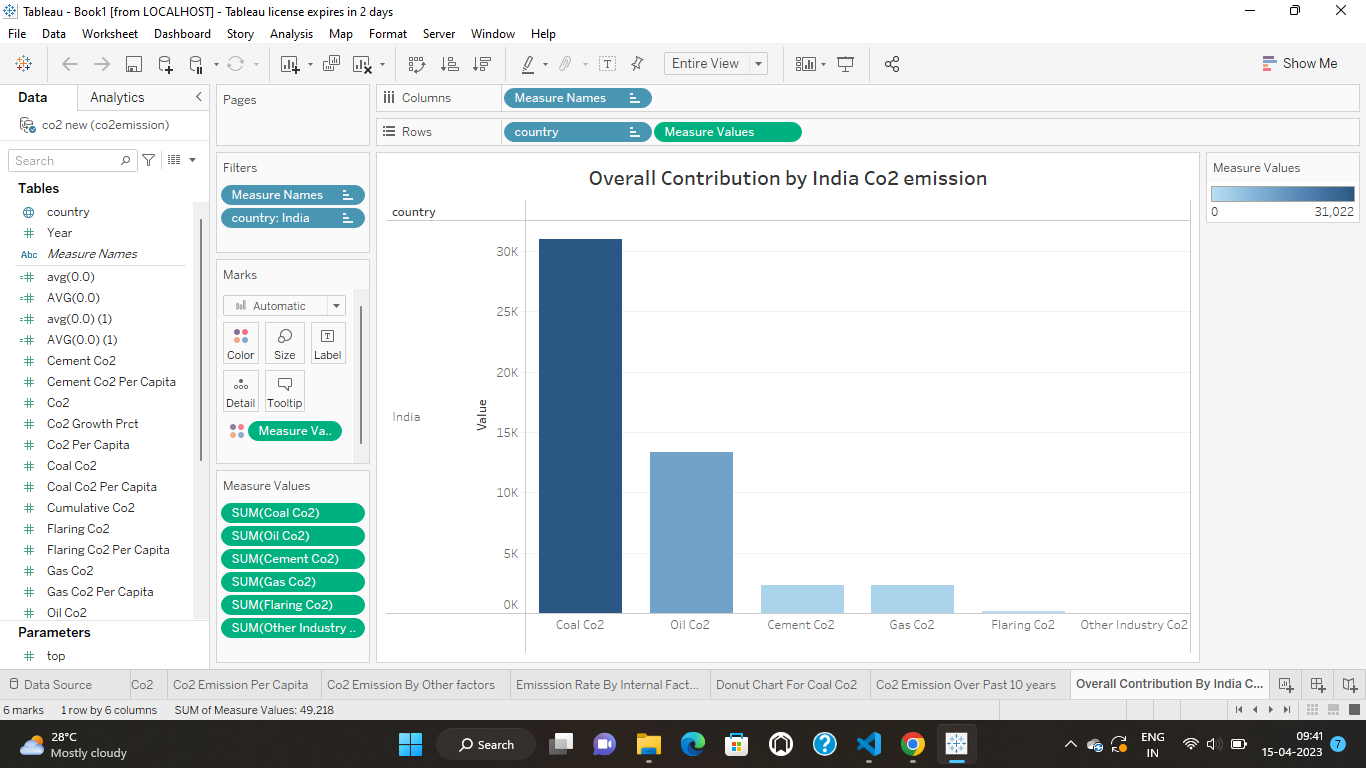 Tableau - Book1 [from LOCALHOST] - Tableau license expires in 2 days
File Data Worksheet Dashboard Story Analysis Map Format Server Window Help
Entire View
Show Me
Data Analytics
co2 new (co2emission)
Search
Tables
country
Year
Abc Measure Names
avg(0.0)
AVG(0.0)
avg(0.0) (1)
AVG(0.0) (1)
Cement Co2
Cement Co2 Per Capita
Co2
Co2 Growth Prct
Co2 Per Capita
Coal Co2
Coal Co2 Per Capita
Cumulative Co2
Flaring Co2
Flaring Co2 Per Capita
Gas Co2
Gas Co2 Per Capita
Oil Co2
Parameters
top
Pages
Filters
Measure Names
country: India
Marks
Automatic
Color Size Label
Detail Tooltip
Measure Va..
Measure Values
SUM(Coal Co2)
SUM(Oil Co2)
SUM(Cement Co2)
SUM(Gas Co2)
SUM(Flaring Co2)
SUM(Other Industry ..
Columns Measure Names
Rows country Measure Values
Overall Contribution by India Co2 emission
country
India
Value
30K
25K
20K
15K
10K
5K
0K
Coal Co2 Oil Co2 Cement Co2 Gas Co2 Flaring Co2 Other Industry Co2
Measure Values
0 31,022
Data Source Co2 Co2 Emission Per Capita Co2 Emission By Other factors Emisssion Rate By Internal Fact... Donut Chart For Coal Co2 Co2 Emission Over Past 10 years Overall Contribution By India C...
6 marks 1 row by 6 columns SUM of Measure Values: 49,218
28°C
Mostly cloudy
Search
ENG
IN
09:41
15-04-2023
7